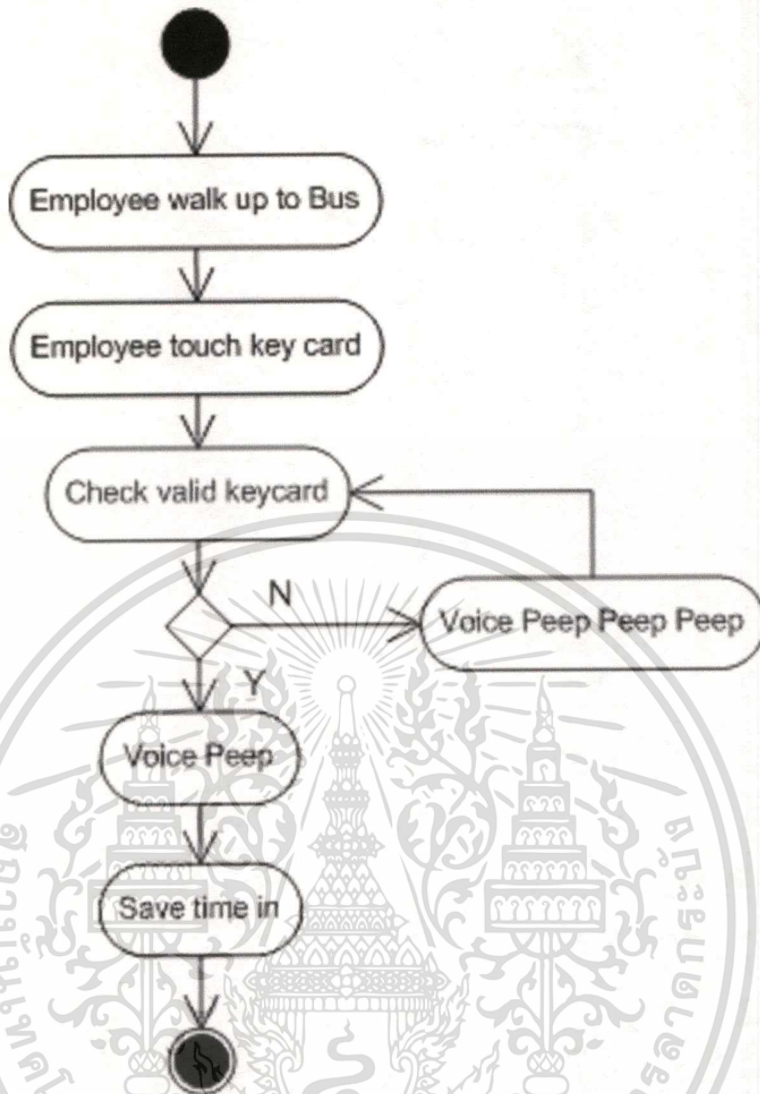 Employee walk up to Bus
Employee touch key card
Check valid keycard
N
Voice Peep Peep Peep
Y
Voice Peep
Save time in